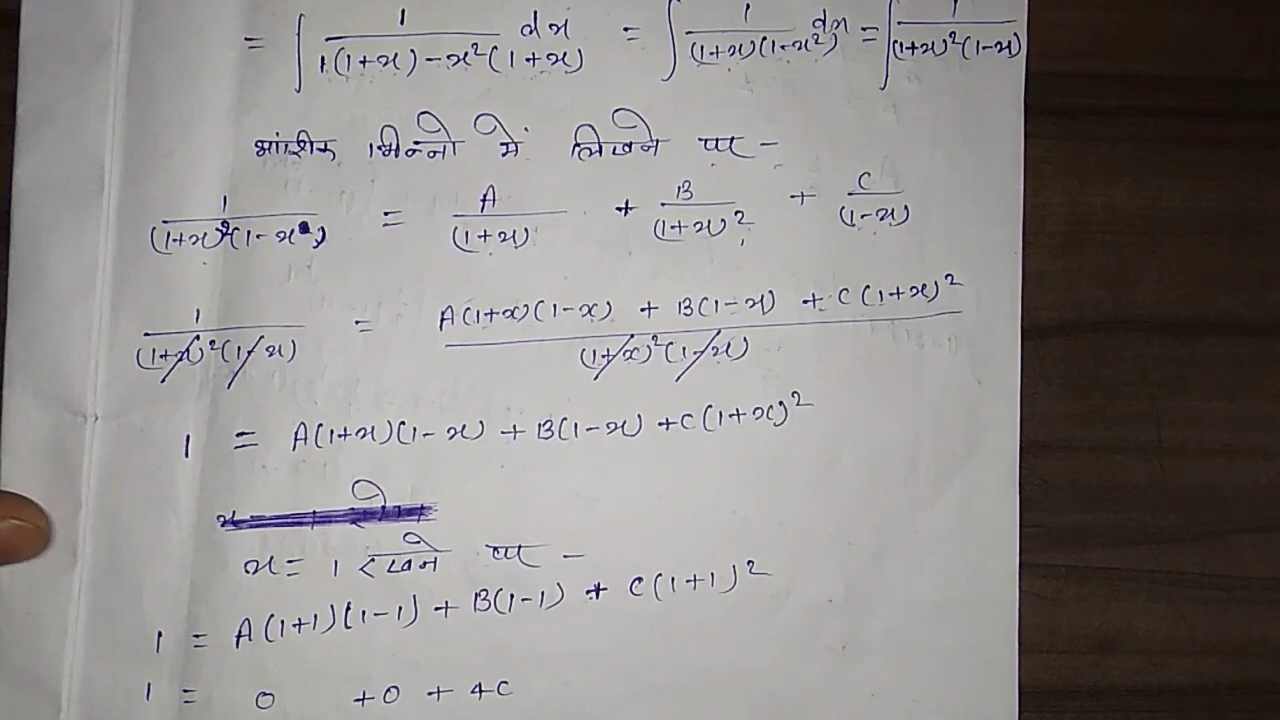 = ∫ 1/(1(1+x)-x²(1+x)) dx = ∫ 1/((1+x)(1-x²)) dx = ∫ 1/((1+x)²(1-x))
आंशिक भिन्नो में लिखने पर -
1/((1+x)²(1-x)) = A/(1+x) + B/(1+x)² + C/(1-x)
1/((1+x)²(1-x)) = (A(1+x)(1-x) + B(1-x) + C(1+x)²)/((1+x)²(1-x))
1 = A(1+x)(1-x) + B(1-x) + C(1+x)²
x = 1 रखने पर -
1 = A(1+1)(1-1) + B(1-1) + C(1+1)²
1 = 0 + 0 + 4C